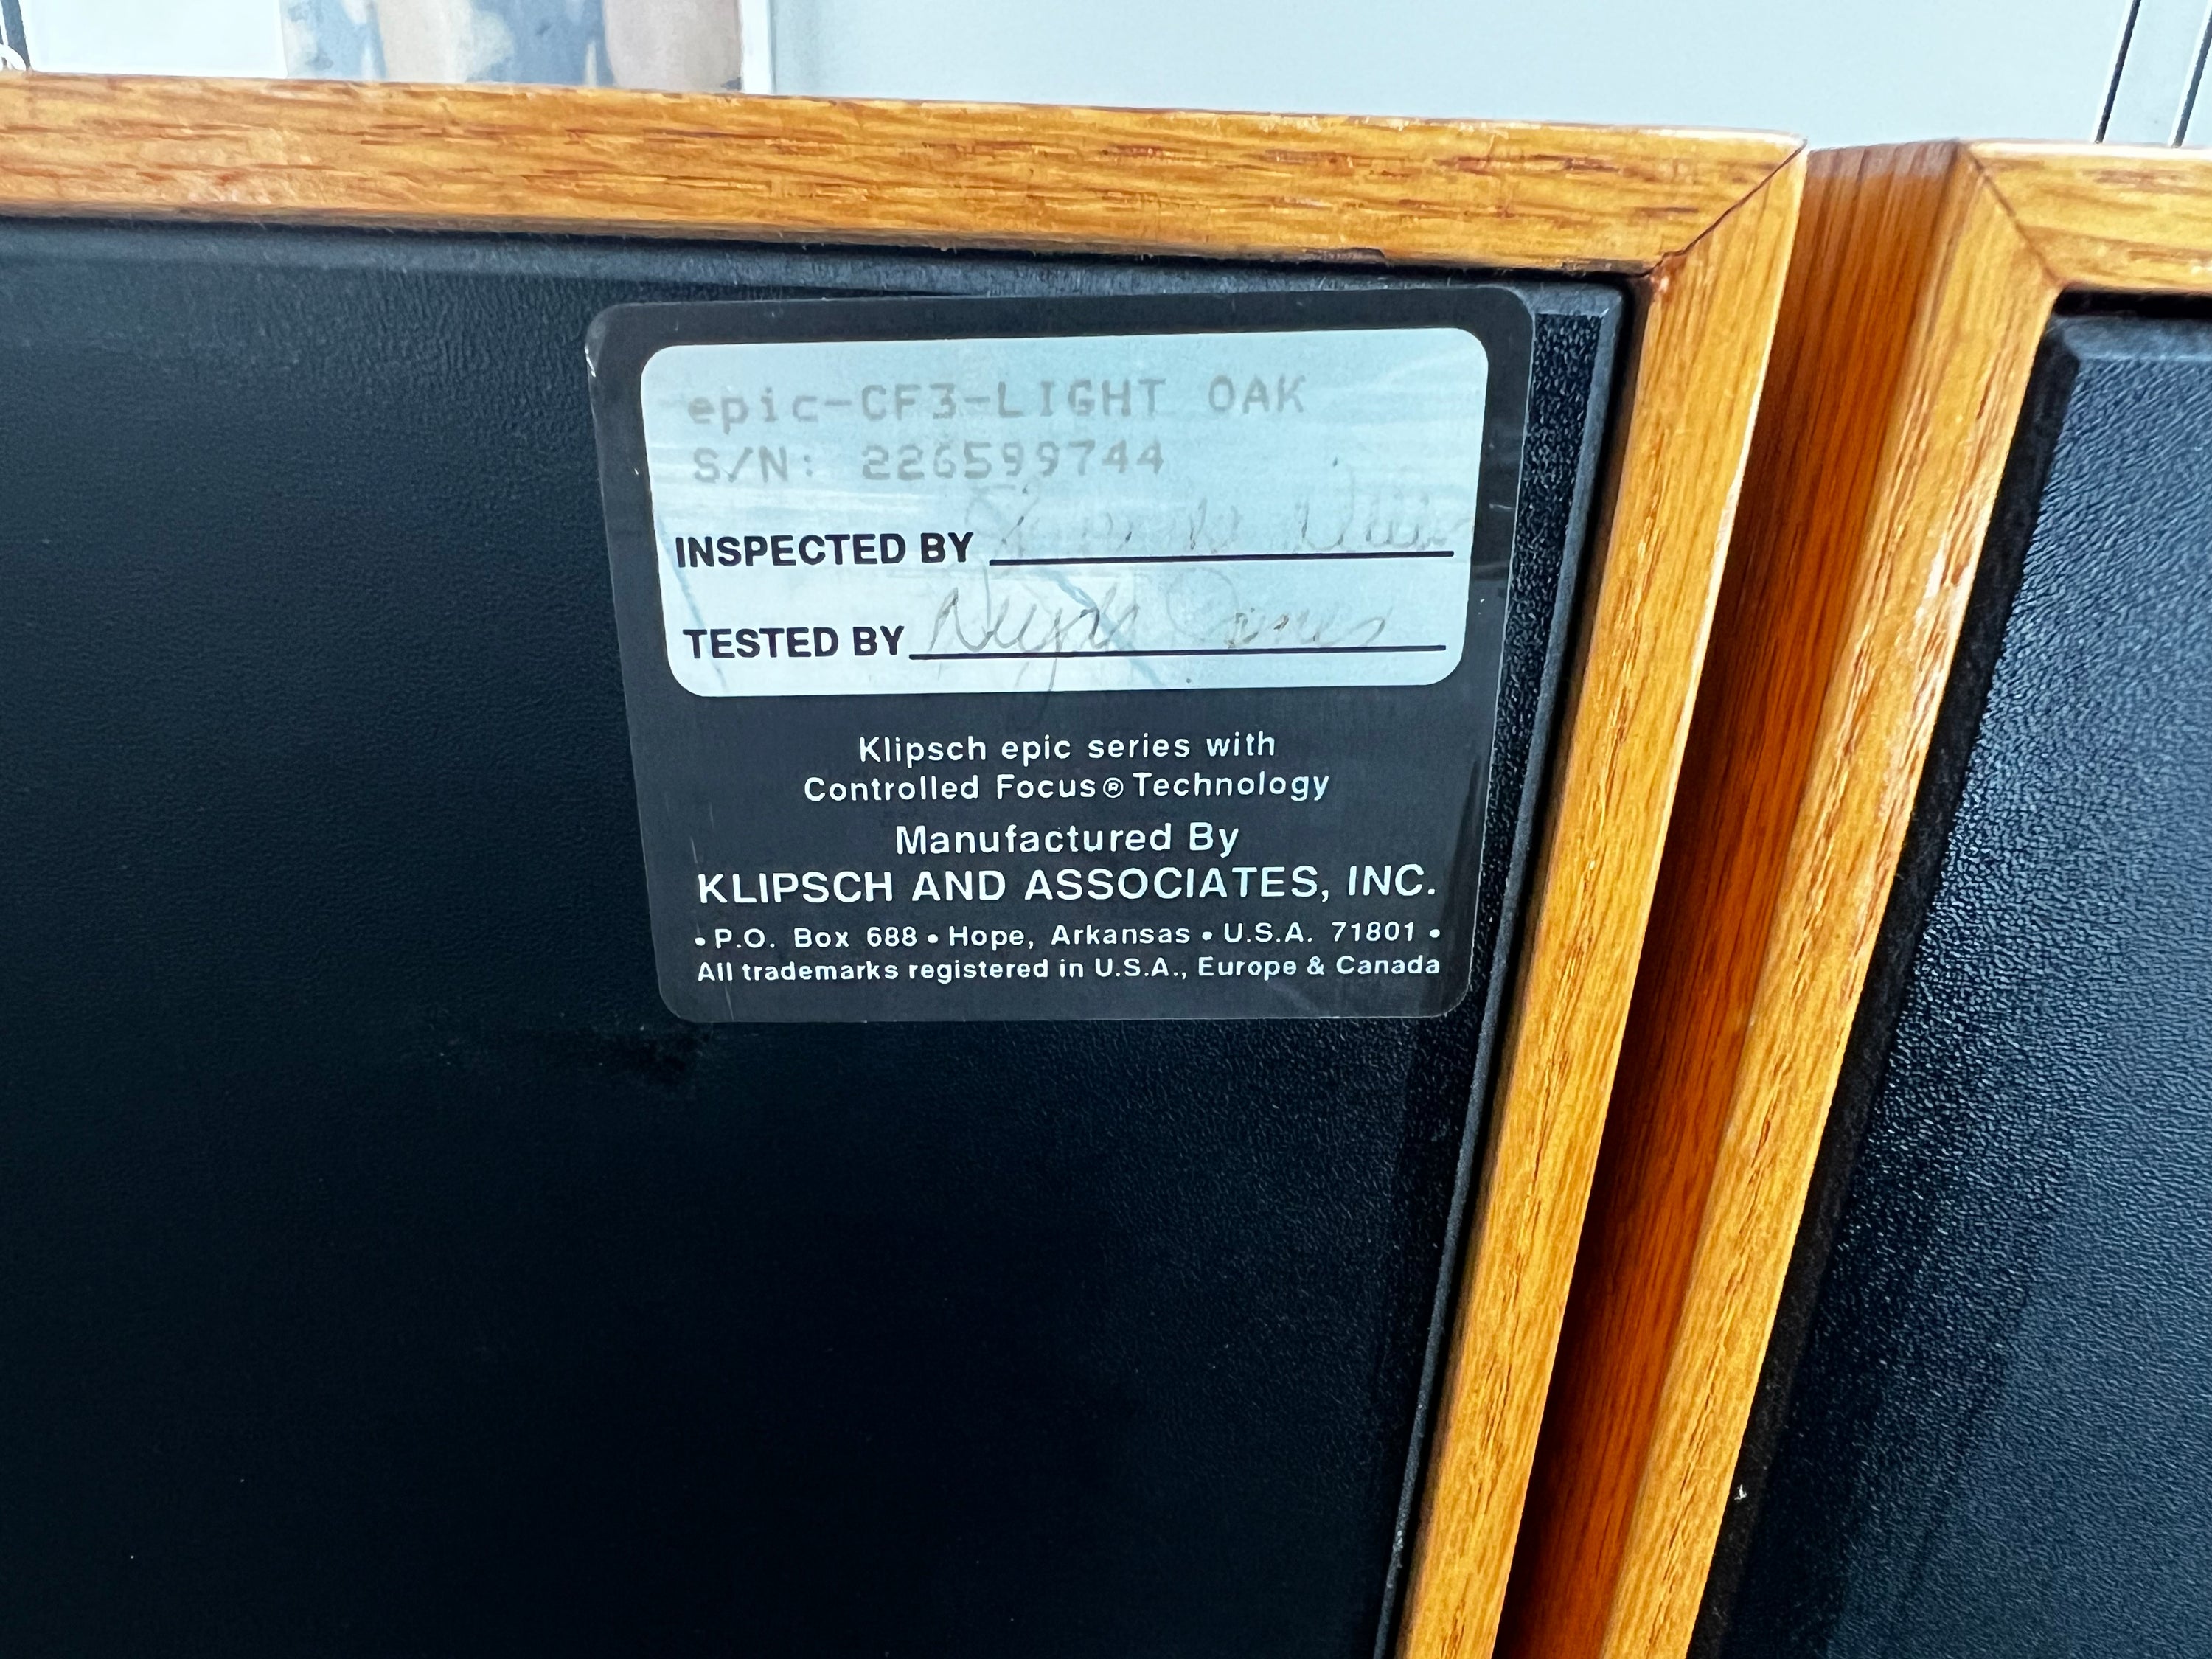 epic-CF3-LIGHT OAK
S/N: 226599744
INSPECTED BY
TESTED BY
Klipsch epic series with
Controlled Focus® Technology
Manufactured By
KLIPSCH AND ASSOCIATES, INC.
• P.O. Box 688 • Hope, Arkansas • U.S.A. 71801 •
All trademarks registered in U.S.A., Europe & Canada